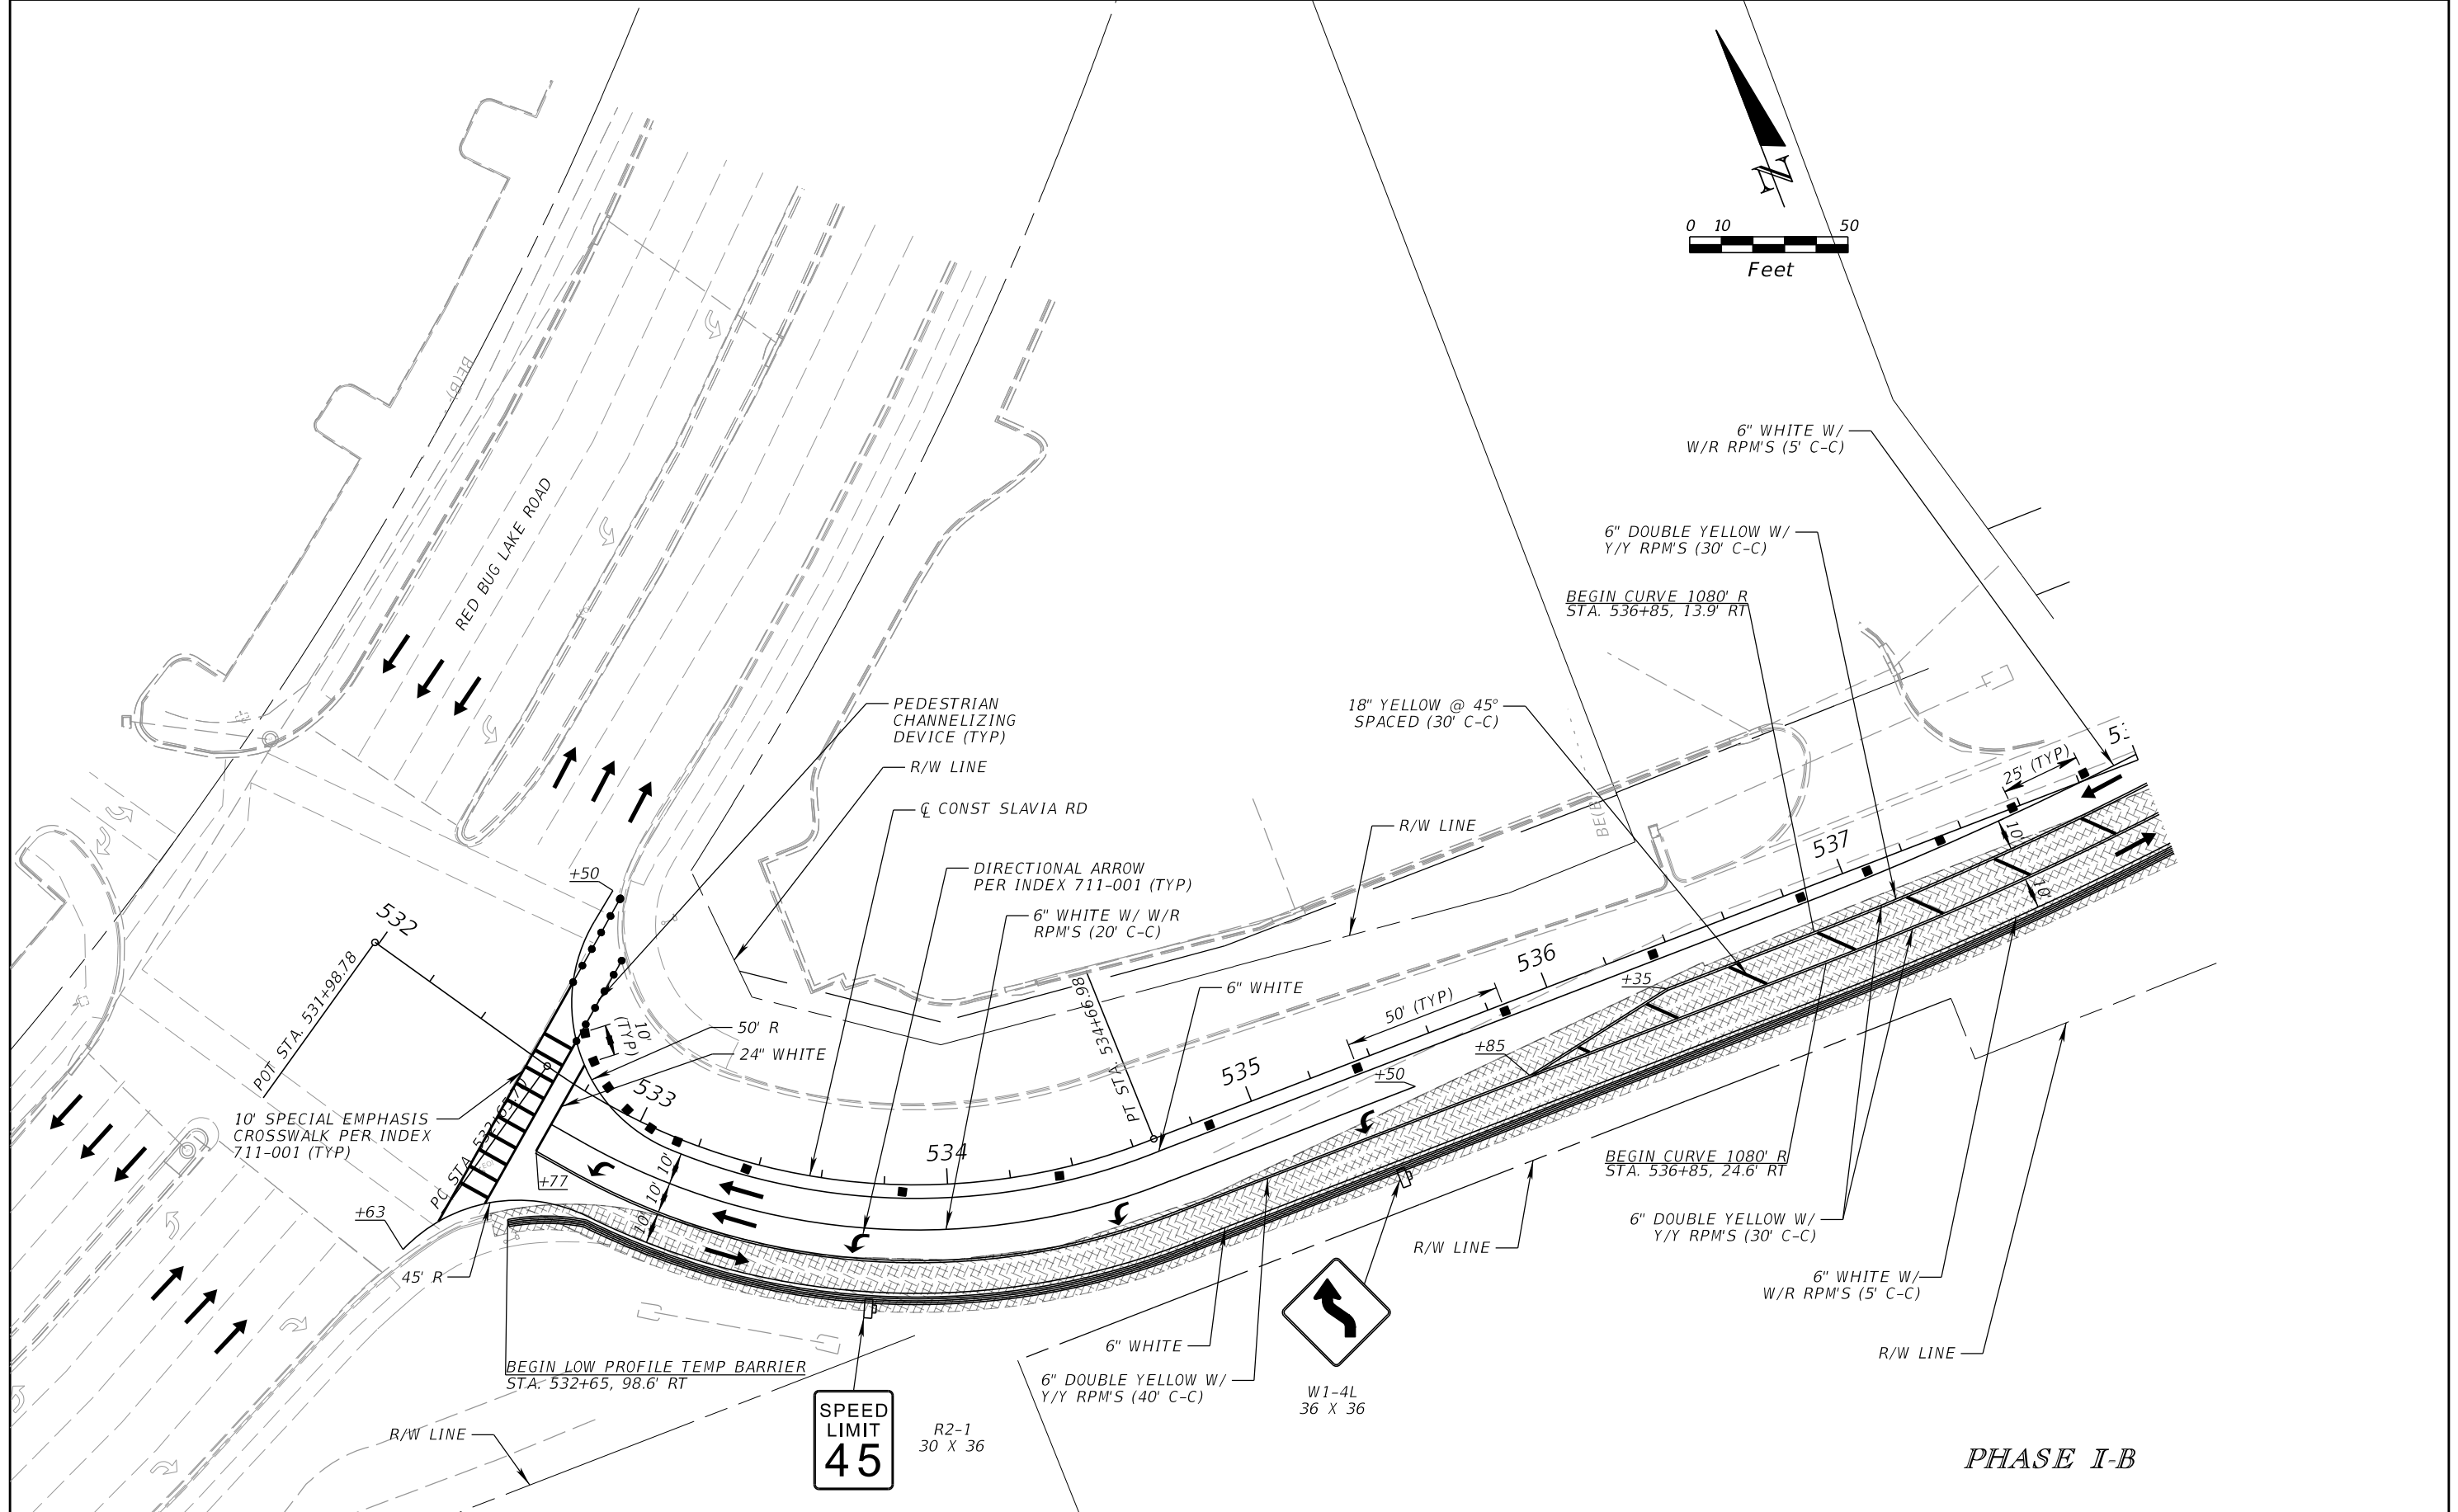 0 10 50
Feet
N
6" WHITE W/
W/R RPM'S (5' C-C)
6" DOUBLE YELLOW W/
Y/Y RPM'S (30' C-C)
BEGIN CURVE 1080' R
STA. 536+85, 13.9' RT
18" YELLOW @ 45°
SPACED (30' C-C)
RED BUG LAKE ROAD
PEDESTRIAN
CHANNELIZING
DEVICE (TYP)
R/W LINE
℄ CONST SLAVIA RD
R/W LINE
DIRECTIONAL ARROW
PER INDEX 711-001 (TYP)
6" WHITE W/ W/R
RPM'S (20' C-C)
6" WHITE
25' (TYP)
10'
10'
537
+35
536
50' (TYP)
+85
535
+50
PT STA. 534+66.98
534
533
532
POT STA. 531+98.78
+50
10'
(TYP)
50' R
24" WHITE
10' SPECIAL EMPHASIS
CROSSWALK PER INDEX
711-001 (TYP)
PC STA.
+77
+63
45' R
10'
10'
10'
BEGIN LOW PROFILE TEMP BARRIER
STA. 532+65, 98.6' RT
SPEED
LIMIT
45
R2-1
30 X 36
R/W LINE
6" WHITE
6" DOUBLE YELLOW W/
Y/Y RPM'S (40' C-C)
W1-4L
36 X 36
R/W LINE
BEGIN CURVE 1080' R
STA. 536+85, 24.6' RT
6" DOUBLE YELLOW W/
Y/Y RPM'S (30' C-C)
6" WHITE W/
W/R RPM'S (5' C-C)
R/W LINE
PHASE I-B